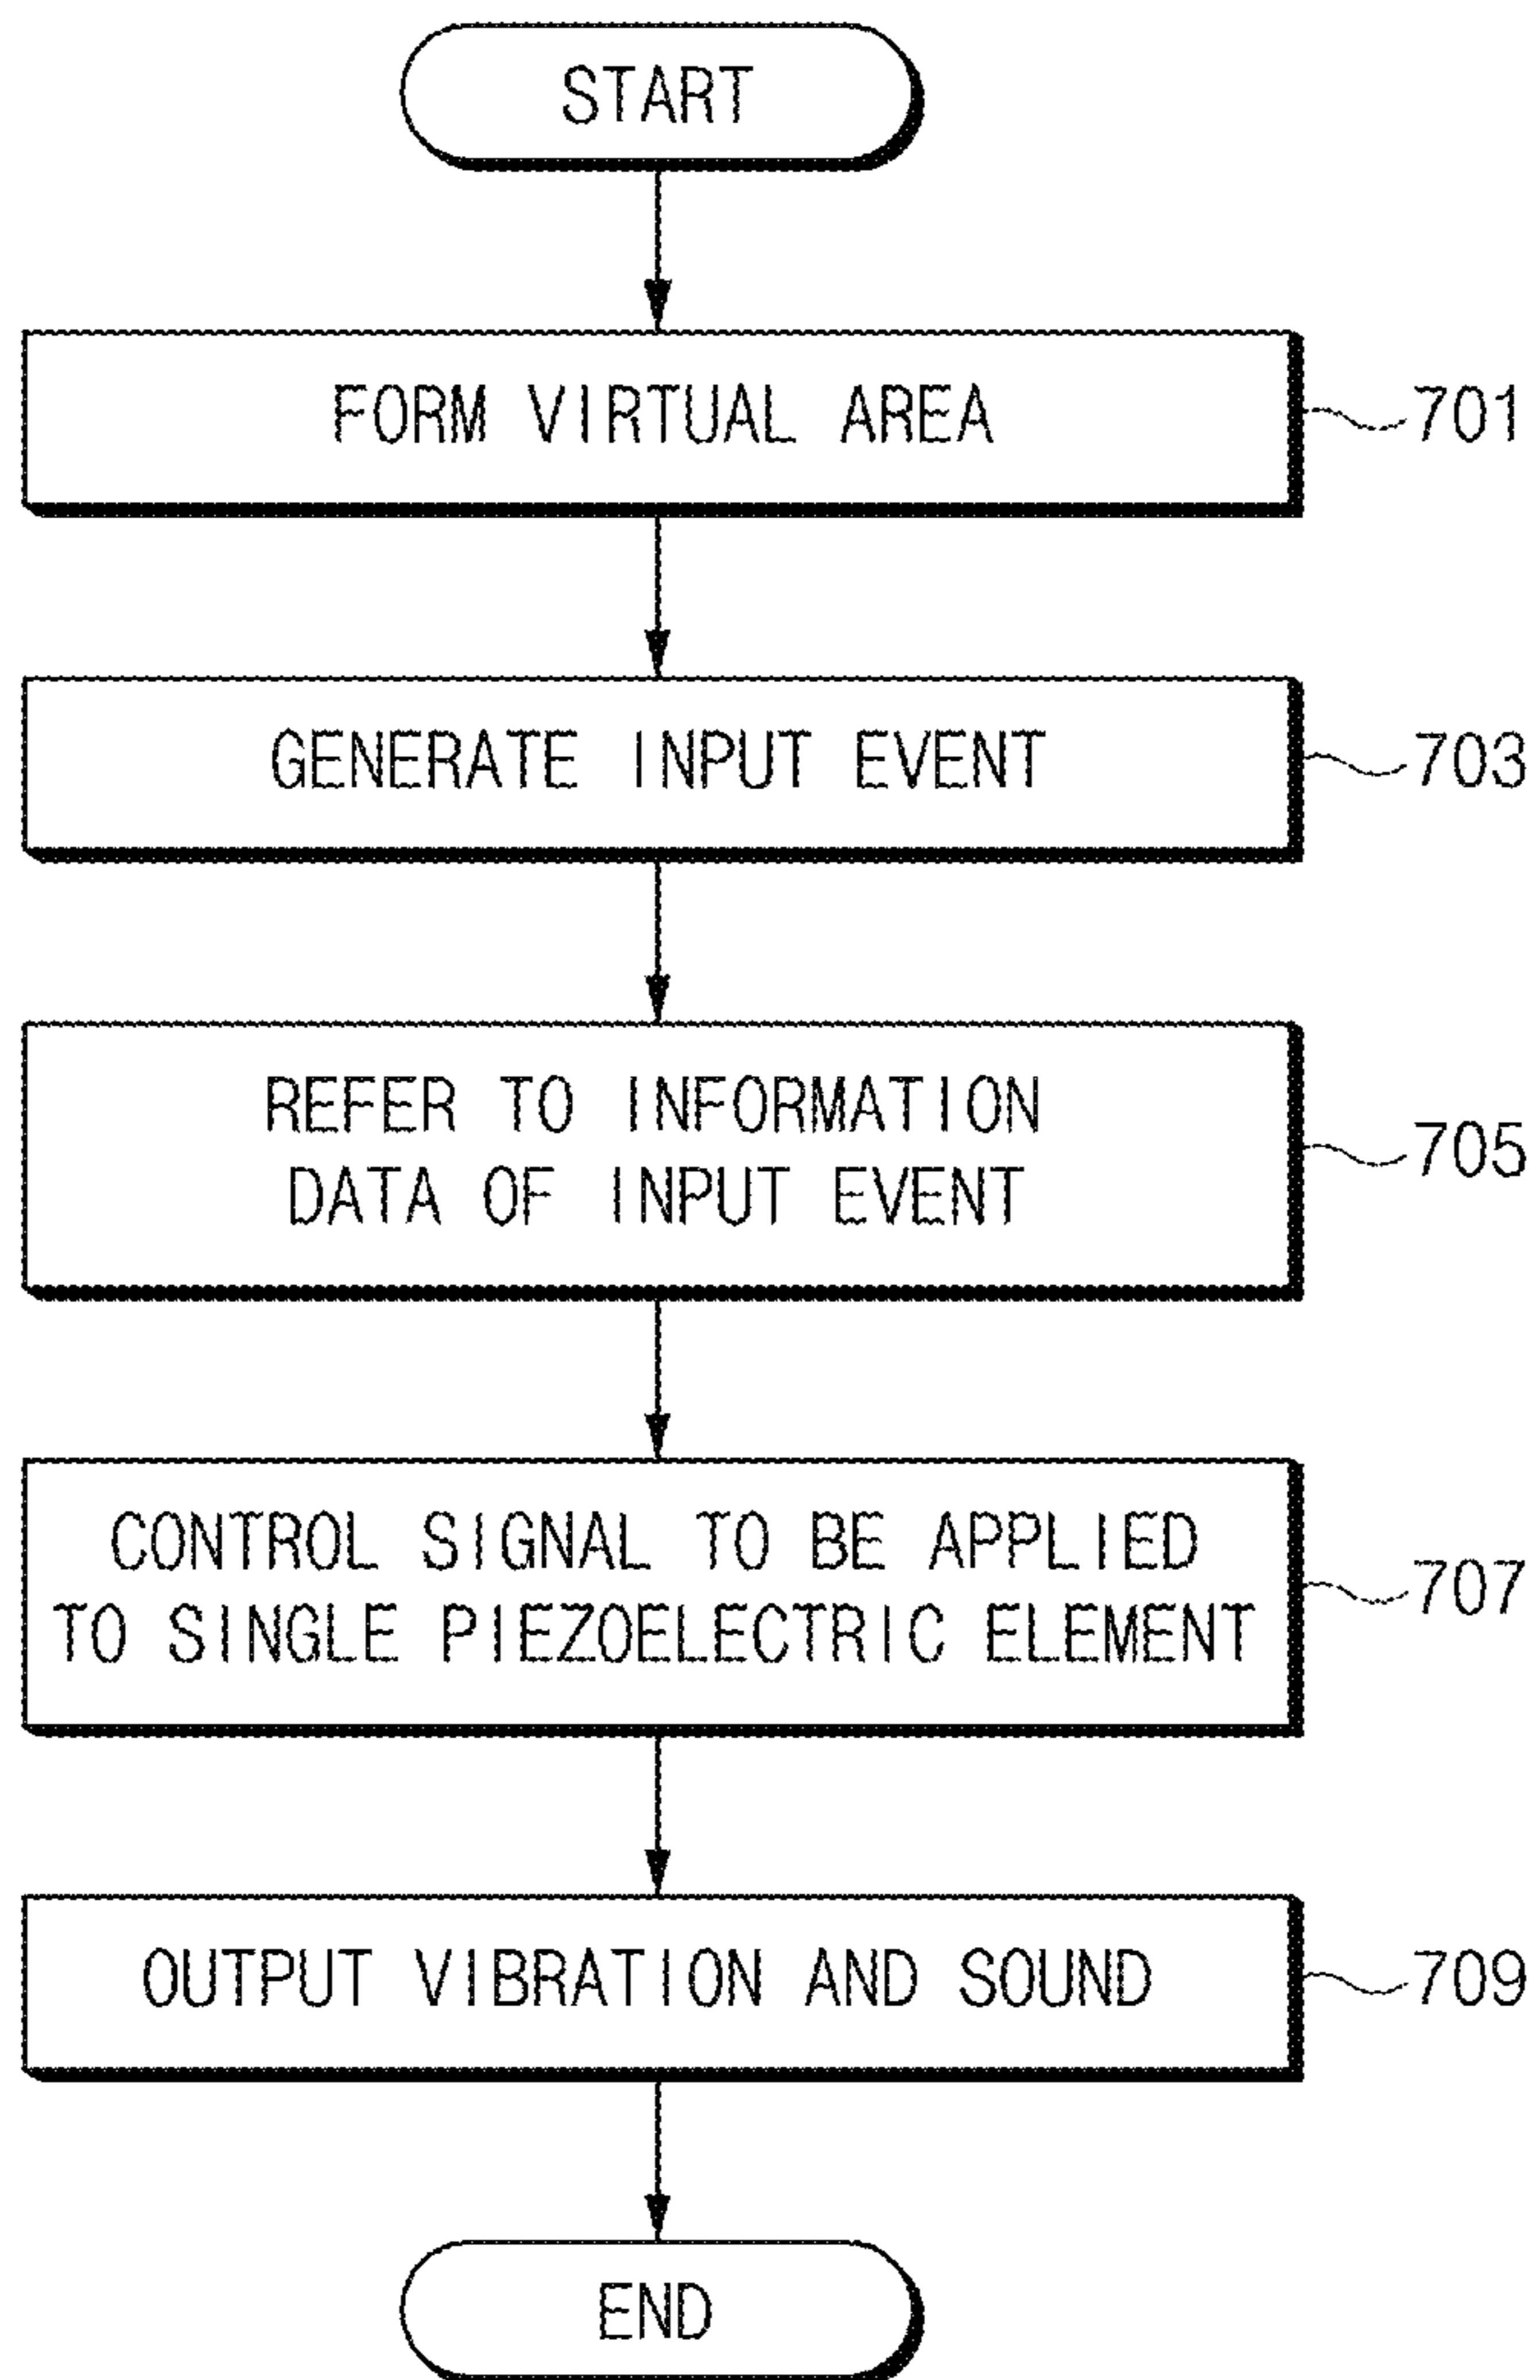 START
FORM VIRTUAL AREA
701
GENERATE INPUT EVENT
703
REFER TO INFORMATION
DATA OF INPUT EVENT
705
CONTROL SIGNAL TO BE APPLIED
TO SINGLE PIEZOELECTRIC ELEMENT
707
OUTPUT VIBRATION AND SOUND
709
END